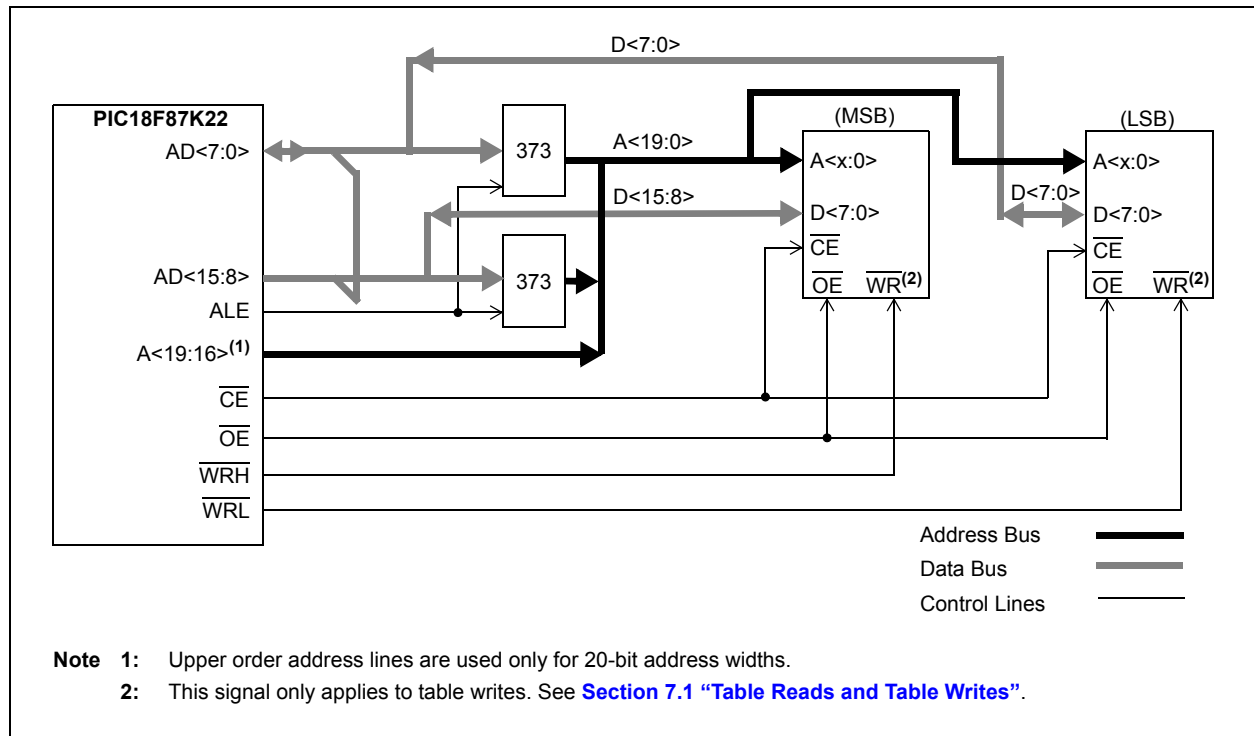 D<7:0>
PIC18F87K22
(MSB)
(LSB)
AD<7:0>
373
A<19:0>
A<x:0>
A<x:0>
D<15:8>
D<7:0>
D<7:0>
D<7:0>
CE
CE
AD<15:8>
373
OE
WR(2)
OE
WR(2)
ALE
A<19:16>(1)
CE
OE
WRH
WRL
Address Bus
Data Bus
Control Lines
Note 1: Upper order address lines are used only for 20-bit address widths.
2: This signal only applies to table writes. See Section 7.1 “Table Reads and Table Writes”.